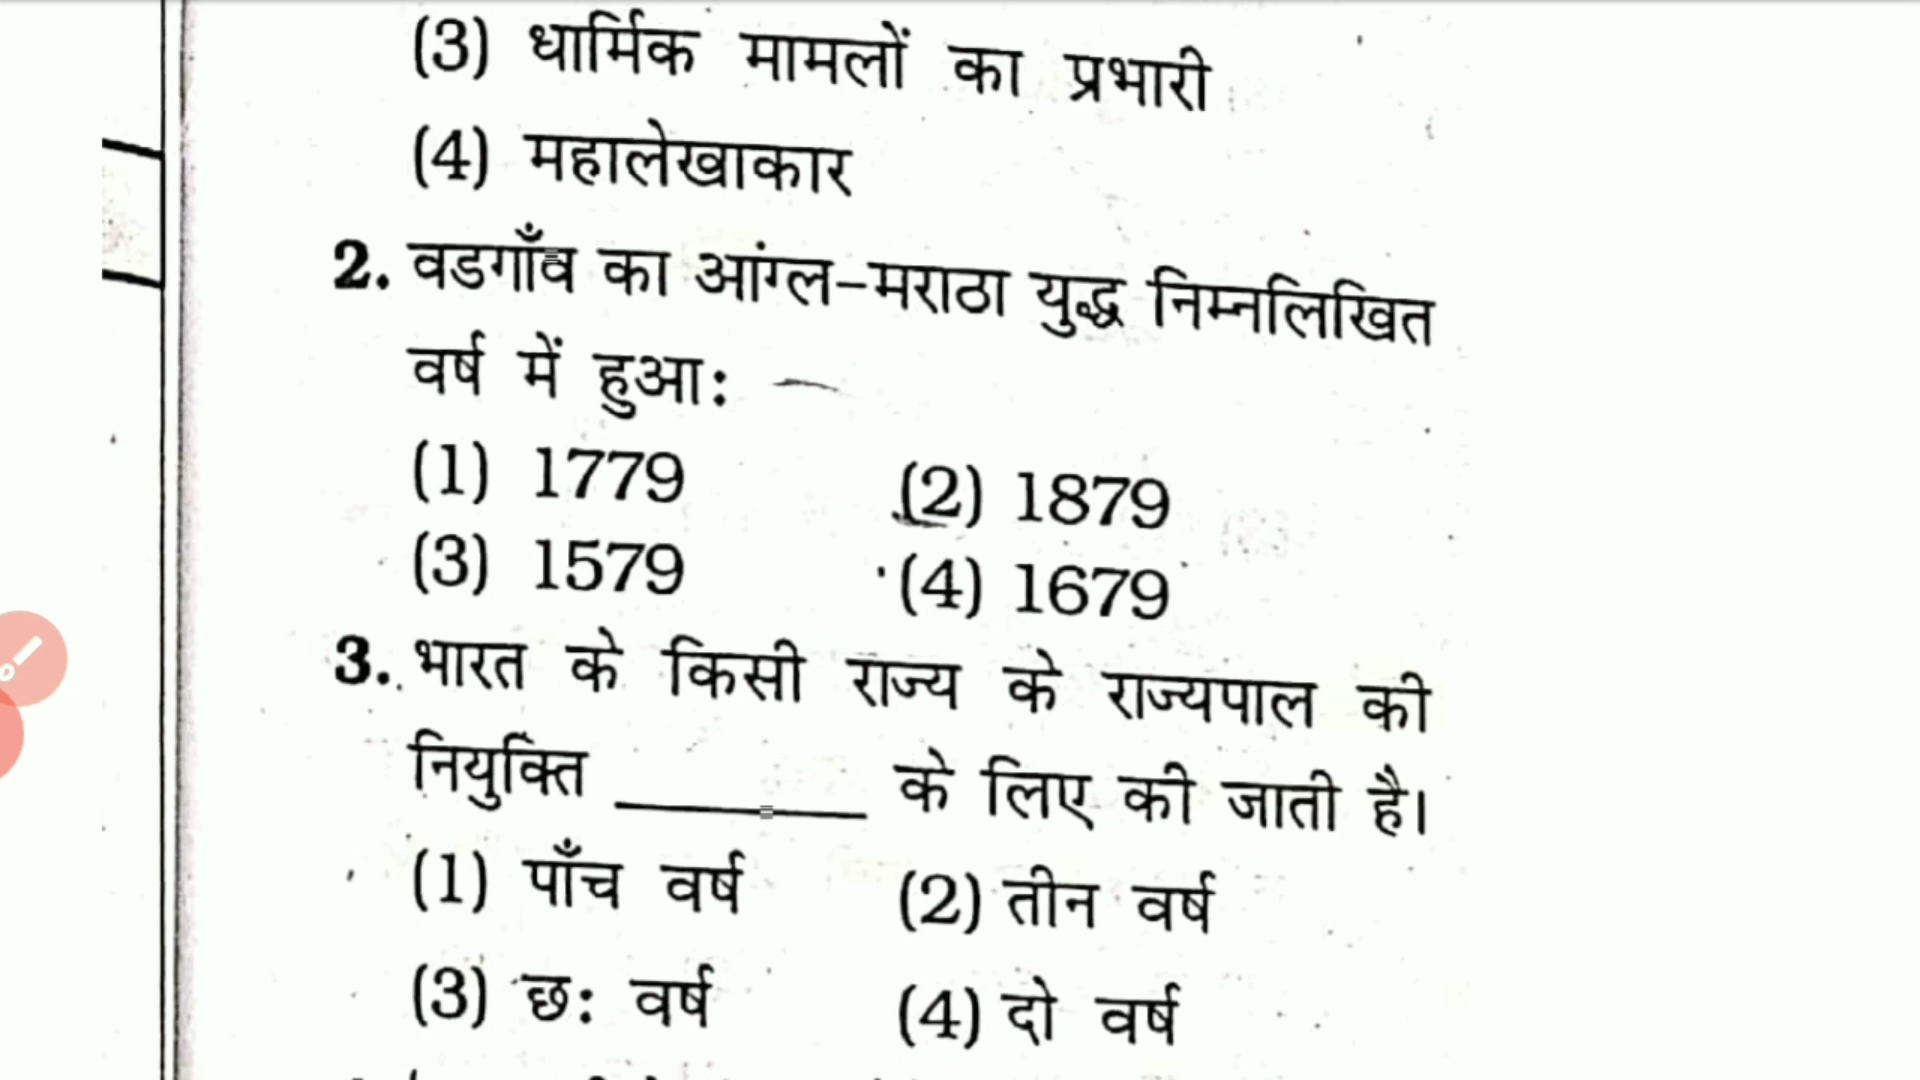 (3) धार्मिक मामलों का प्रभारी
(4) महालेखाकार
2. वडगाँव का आंग्ल-मराठा युद्ध निम्नलिखित
वर्ष में हुआ:
(1) 1779 (2) 1879
(3) 1579 (4) 1679
3. भारत के किसी राज्य के राज्यपाल की
नियुक्ति ________ के लिए की जाती है।
(1) पाँच वर्ष (2) तीन वर्ष
(3) छ: वर्ष (4) दो वर्ष